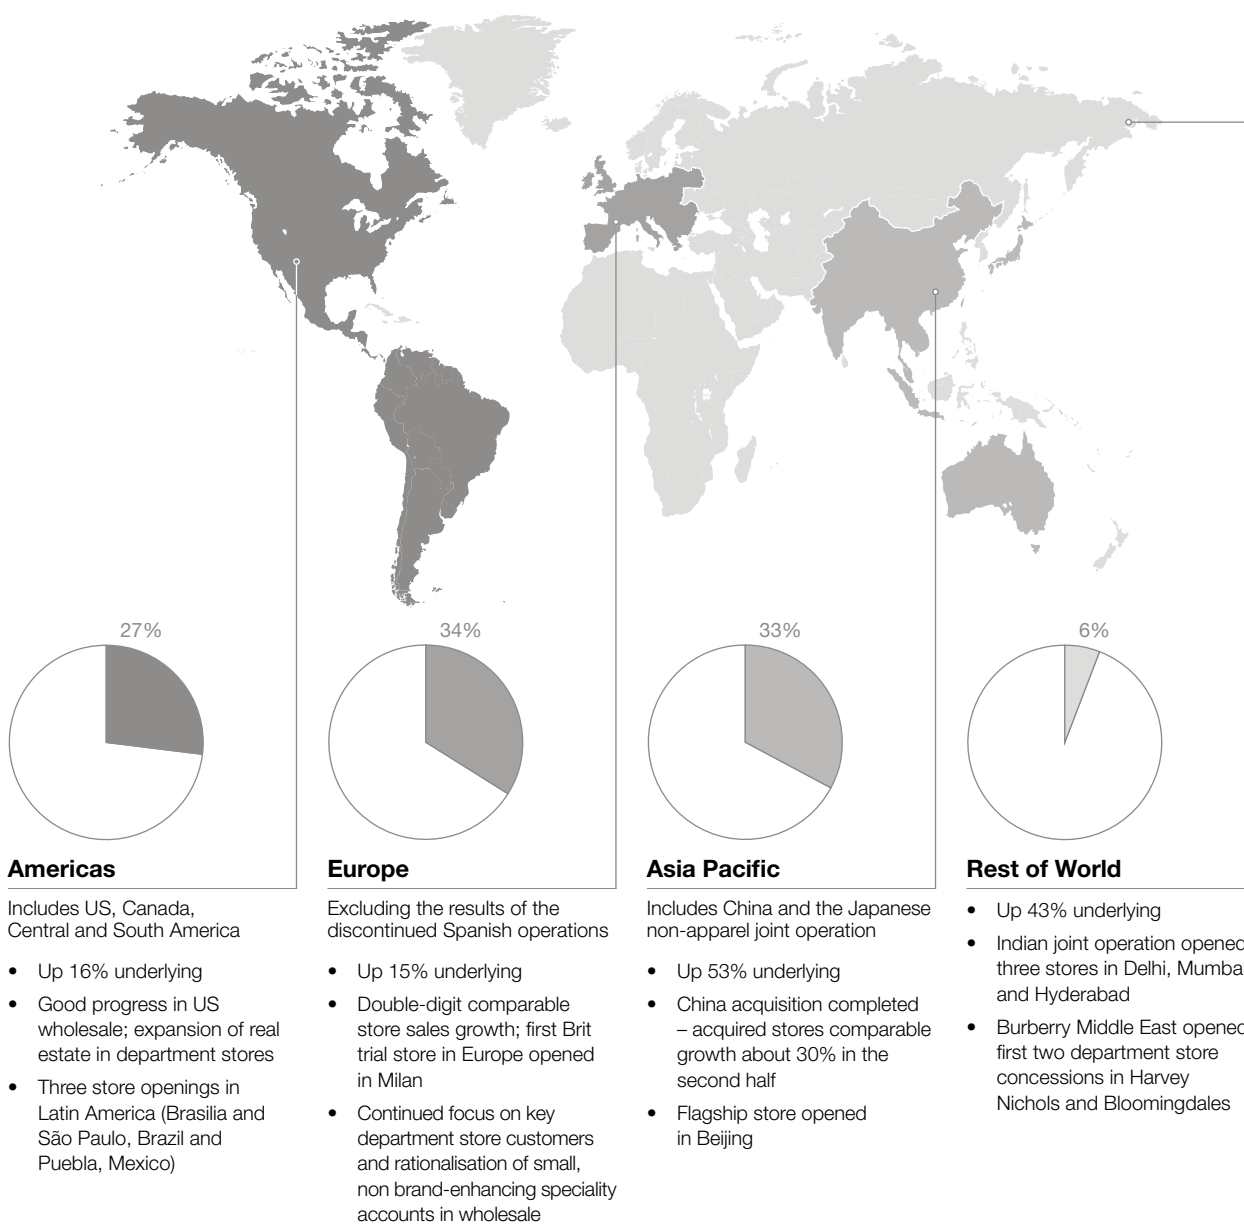 27%
34%
33%
6%
Americas
Includes US, Canada,
Central and South America
• Up 16% underlying
• Good progress in US
wholesale; expansion of real
estate in department stores
• Three store openings in
Latin America (Brasilia and
São Paulo, Brazil and
Puebla, Mexico)
Europe
Excluding the results of the
discontinued Spanish operations
• Up 15% underlying
• Double-digit comparable
store sales growth; first Brit
trial store in Europe opened
in Milan
• Continued focus on key
department store customers
and rationalisation of small,
non brand-enhancing speciality
accounts in wholesale
Asia Pacific
Includes China and the Japanese
non-apparel joint operation
• Up 53% underlying
• China acquisition completed
– acquired stores comparable
growth about 30% in the
second half
• Flagship store opened
in Beijing
Rest of World
• Up 43% underlying
• Indian joint operation opened
three stores in Delhi, Mumba
and Hyderabad
• Burberry Middle East opened
first two department store
concessions in Harvey
Nichols and Bloomingdales